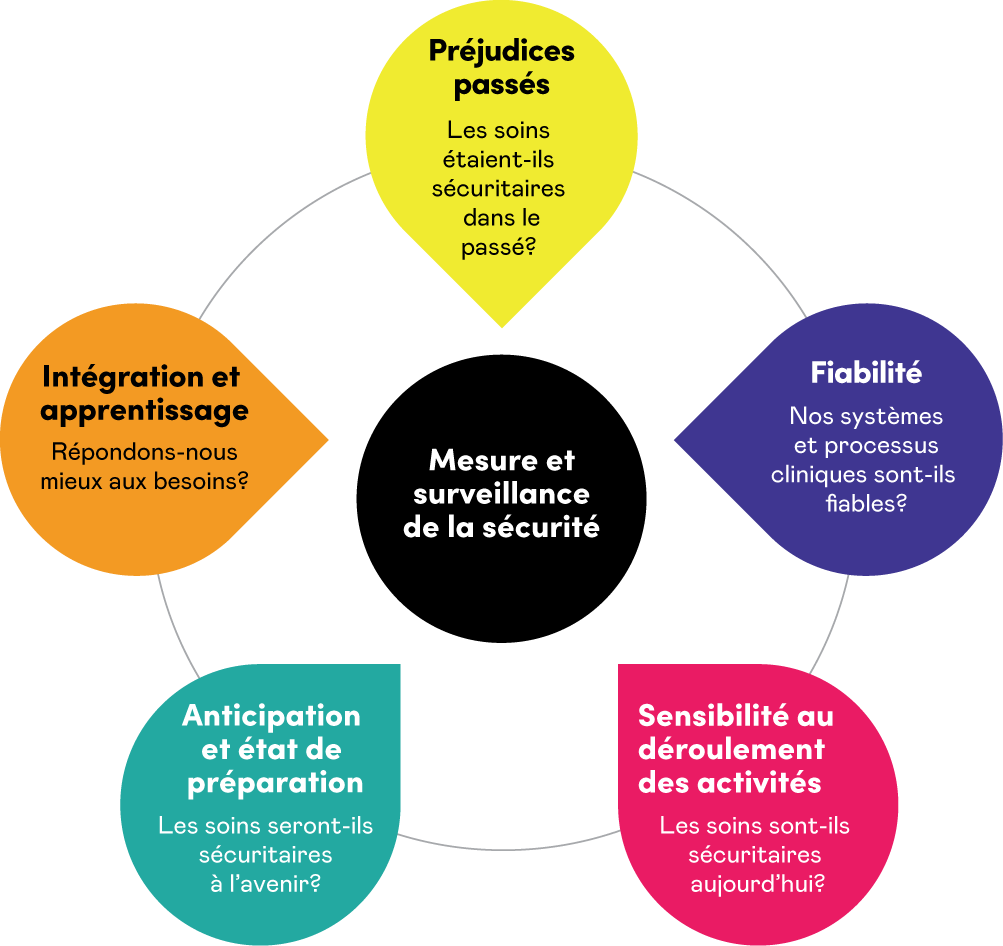 Préjudices
passés
Les soins
étaient-ils
sécuritaires
dans le
passé?
Fiabilité
Nos systèmes
et processus
cliniques sont-ils
fiables?
Sensibilité au
déroulement
des activités
Les soins sont-ils
sécuritaires
aujourd’hui?
Anticipation
et état de
préparation
Les soins seront-ils
sécuritaires
à l’avenir?
Intégration et
apprentissage
Répondons-nous
mieux aux besoins?
Mesure et
surveillance
de la sécurité